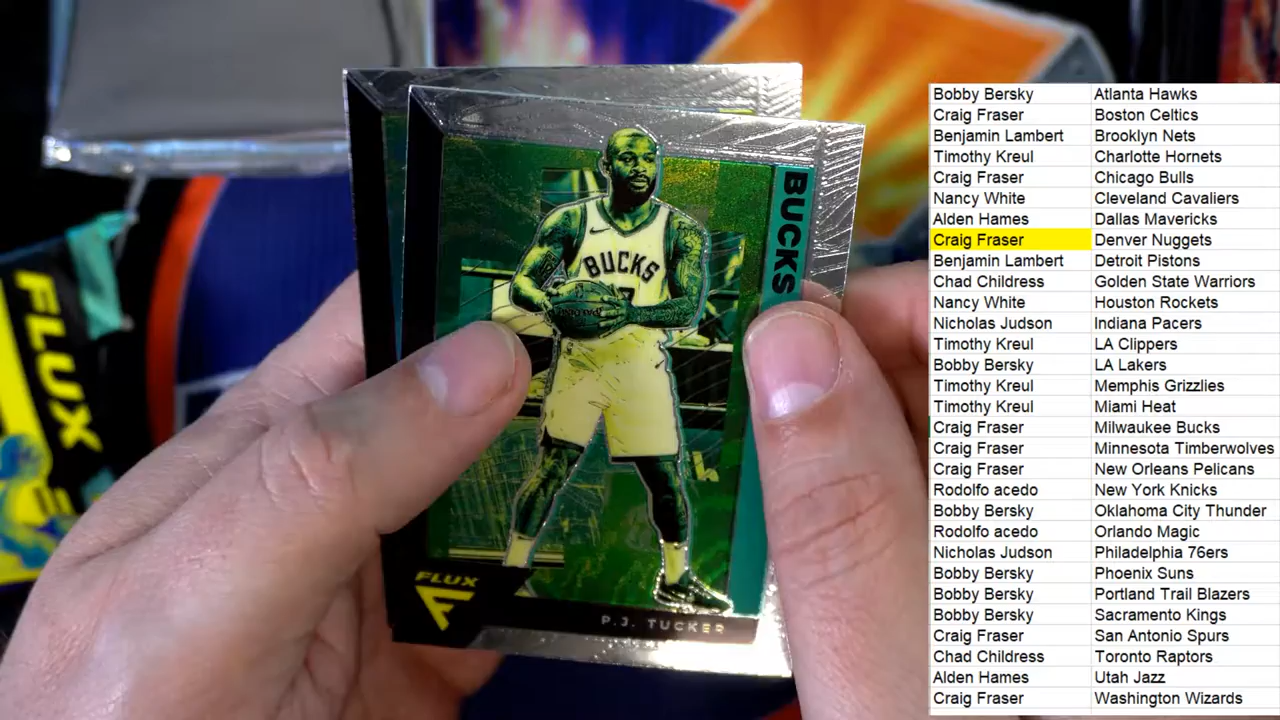 FLUX
BUCKS
BUCKS
FLUX
P.J. TUCKER
Bobby Bersky Atlanta Hawks
Craig Fraser Boston Celtics
Benjamin Lambert Brooklyn Nets
Timothy Kreul Charlotte Hornets
Craig Fraser Chicago Bulls
Nancy White Cleveland Cavaliers
Alden Hames Dallas Mavericks
Craig Fraser Denver Nuggets
Benjamin Lambert Detroit Pistons
Chad Childress Golden State Warriors
Nancy White Houston Rockets
Nicholas Judson Indiana Pacers
Timothy Kreul LA Clippers
Bobby Bersky LA Lakers
Timothy Kreul Memphis Grizzlies
Timothy Kreul Miami Heat
Craig Fraser Milwaukee Bucks
Craig Fraser Minnesota Timberwolves
Craig Fraser New Orleans Pelicans
Rodolfo acedo New York Knicks
Bobby Bersky Oklahoma City Thunder
Rodolfo acedo Orlando Magic
Nicholas Judson Philadelphia 76ers
Bobby Bersky Phoenix Suns
Bobby Bersky Portland Trail Blazers
Bobby Bersky Sacramento Kings
Craig Fraser San Antonio Spurs
Chad Childress Toronto Raptors
Alden Hames Utah Jazz
Craig Fraser Washington Wizards